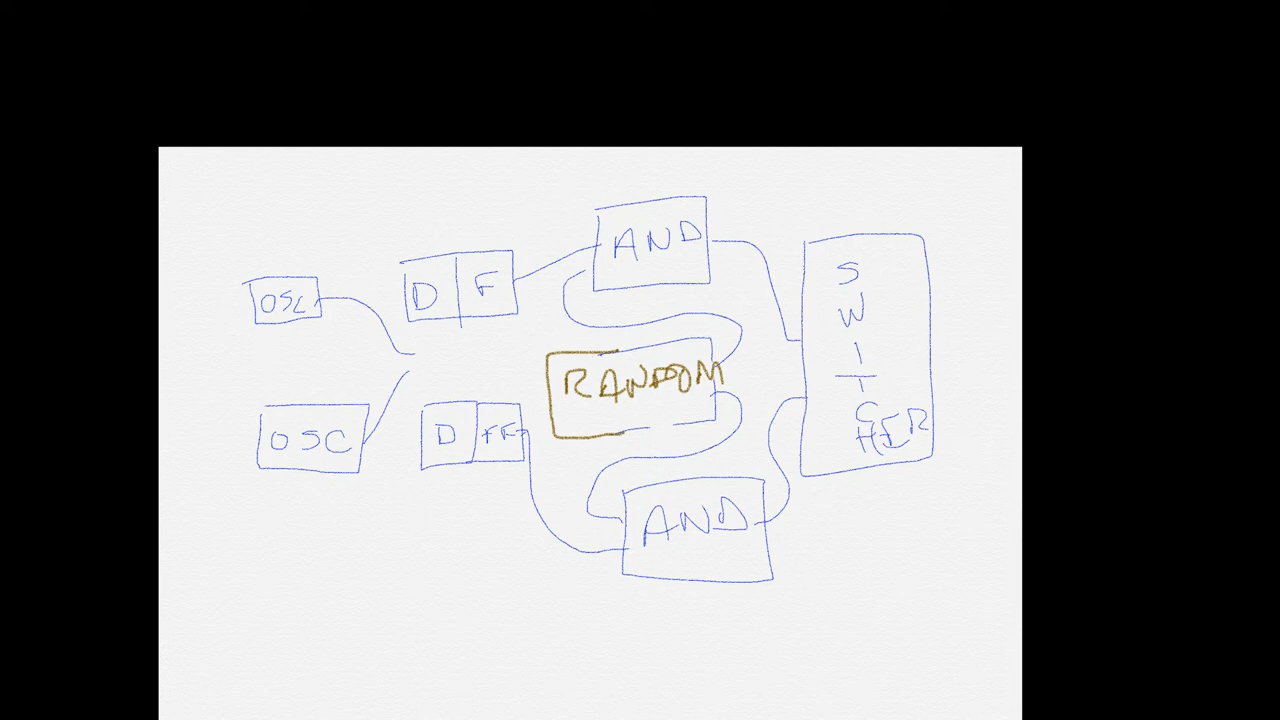 AND
OSC
D F
RANDOM
OSC
D FF
AND
SWITCHER